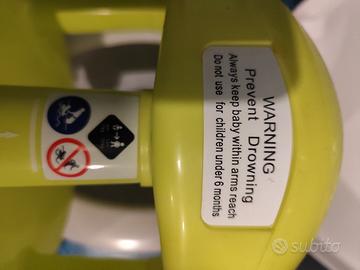 WARNING
Prevent Drowning
Always keep baby within arms reach
Do not use for children under 6 months
subito